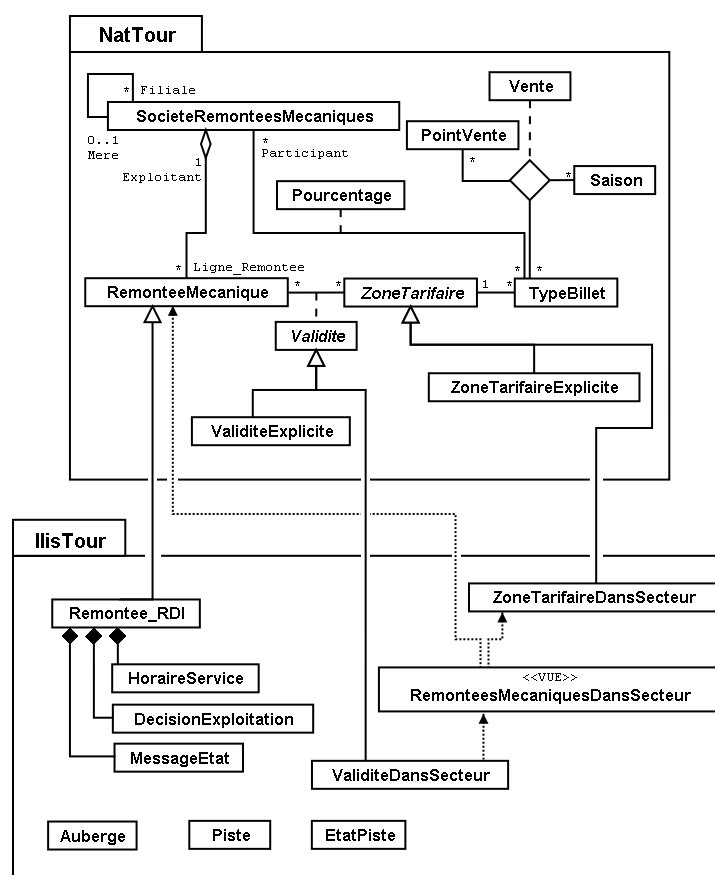 NatTour
Vente
* Filiale
SocieteRemonteesMecaniques
PointVente
0..1
Mere
1
Exploitant
*
Participant
*
*
Saison
Pourcentage
* Ligne_Remontee
*
*
RemonteeMecanique
*
*
ZoneTarifaire
1
*
TypeBillet
Validite
ZoneTarifaireExplicite
ValiditeExplicite
IlisTour
ZoneTarifaireDansSecteur
Remontee_RDI
HoraireService
<<VUE>>
RemonteesMecaniquesDansSecteur
DecisionExploitation
MessageEtat
ValiditeDansSecteur
Auberge
Piste
EtatPiste